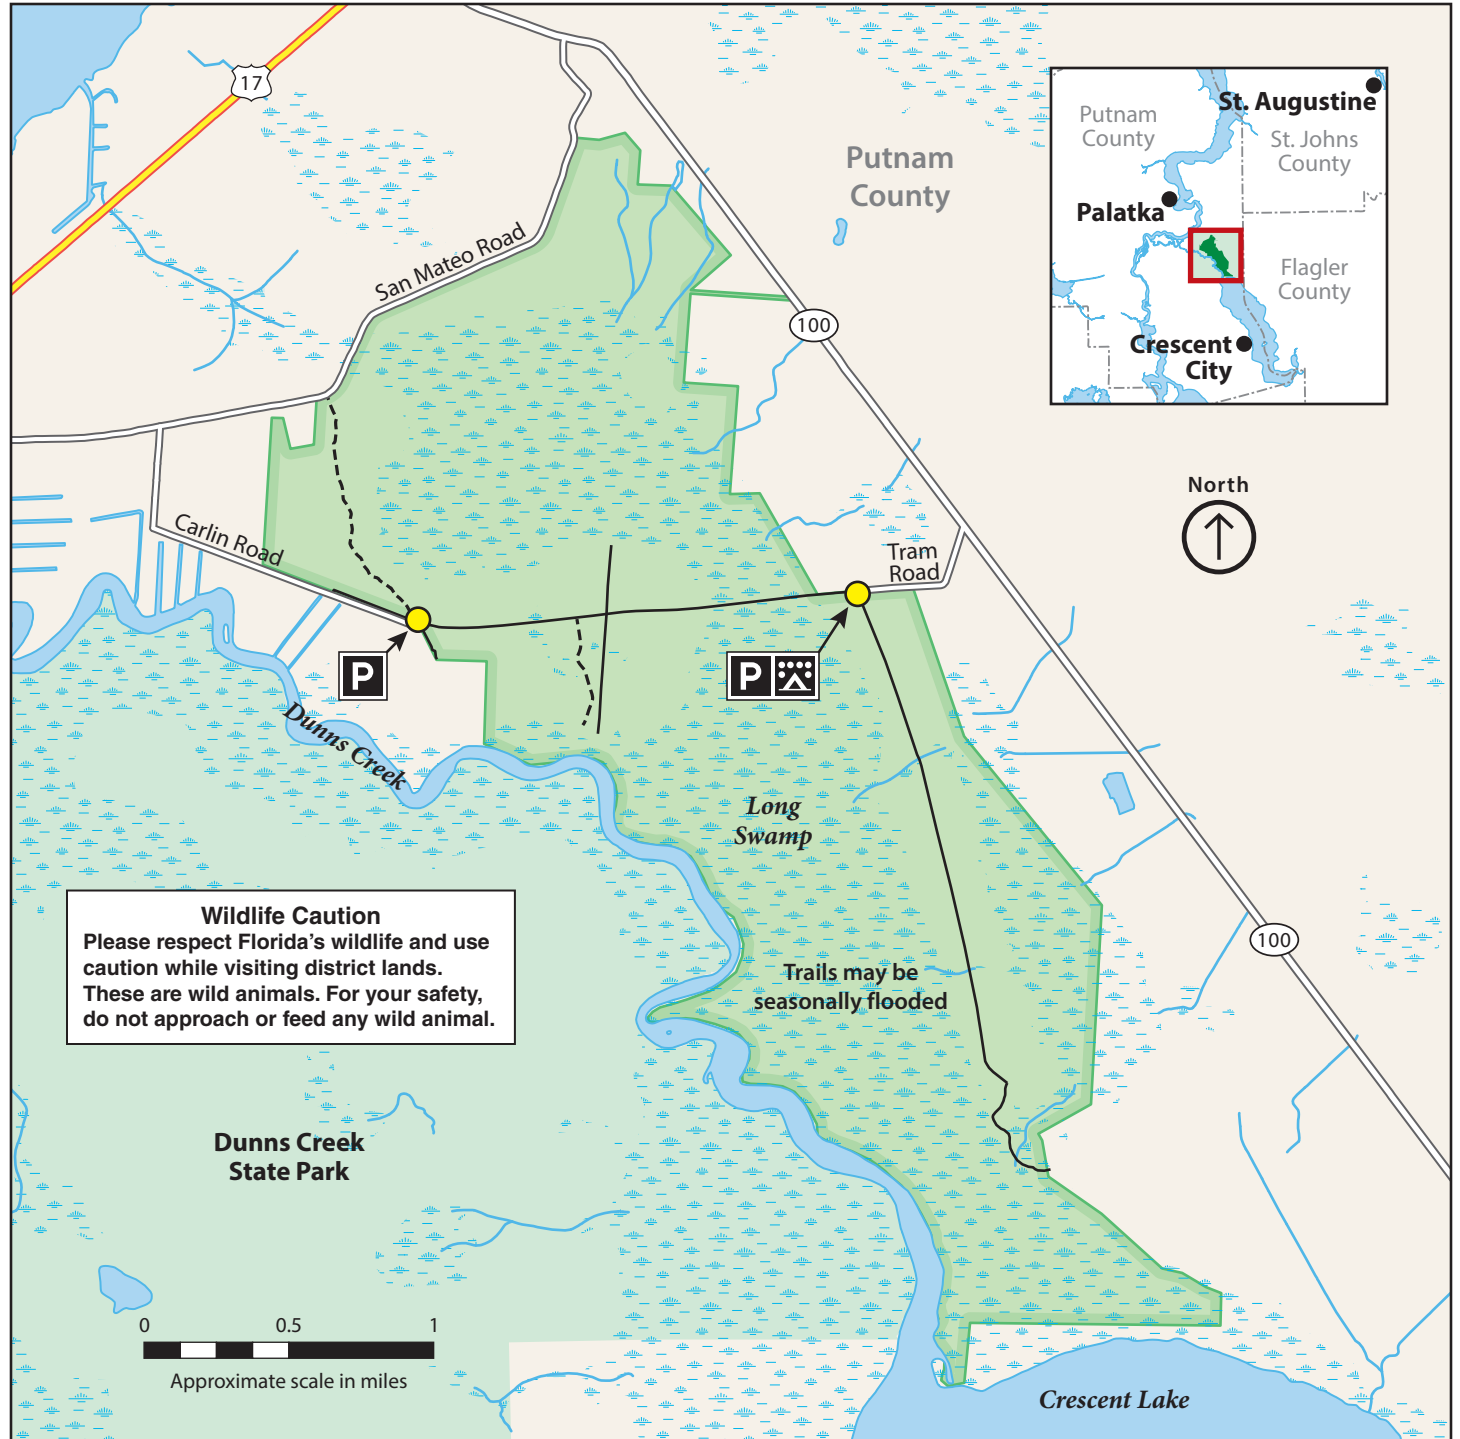 17
Putnam
County
St. Augustine
Putnam
County
St. Johns
County
Palatka
Flagler
County
Crescent
City
San Mateo Road
100
North
Carlin Road
Tram
Road
P
P
Dunns Creek
Long
Swamp
Wildlife Caution
Please respect Florida’s wildlife and use
caution while visiting district lands.
These are wild animals. For your safety,
do not approach or feed any wild animal.
100
Trails may be
seasonally flooded
Dunns Creek
State Park
0 0.5 1
Approximate scale in miles
Crescent Lake